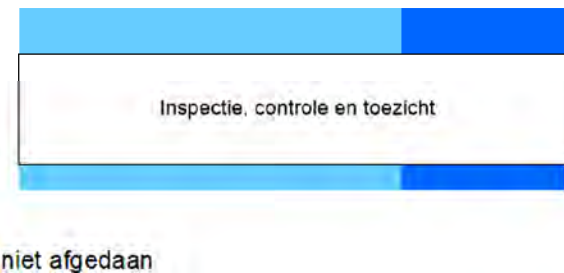 Inspectie, controle en toezicht
niet afgedaan